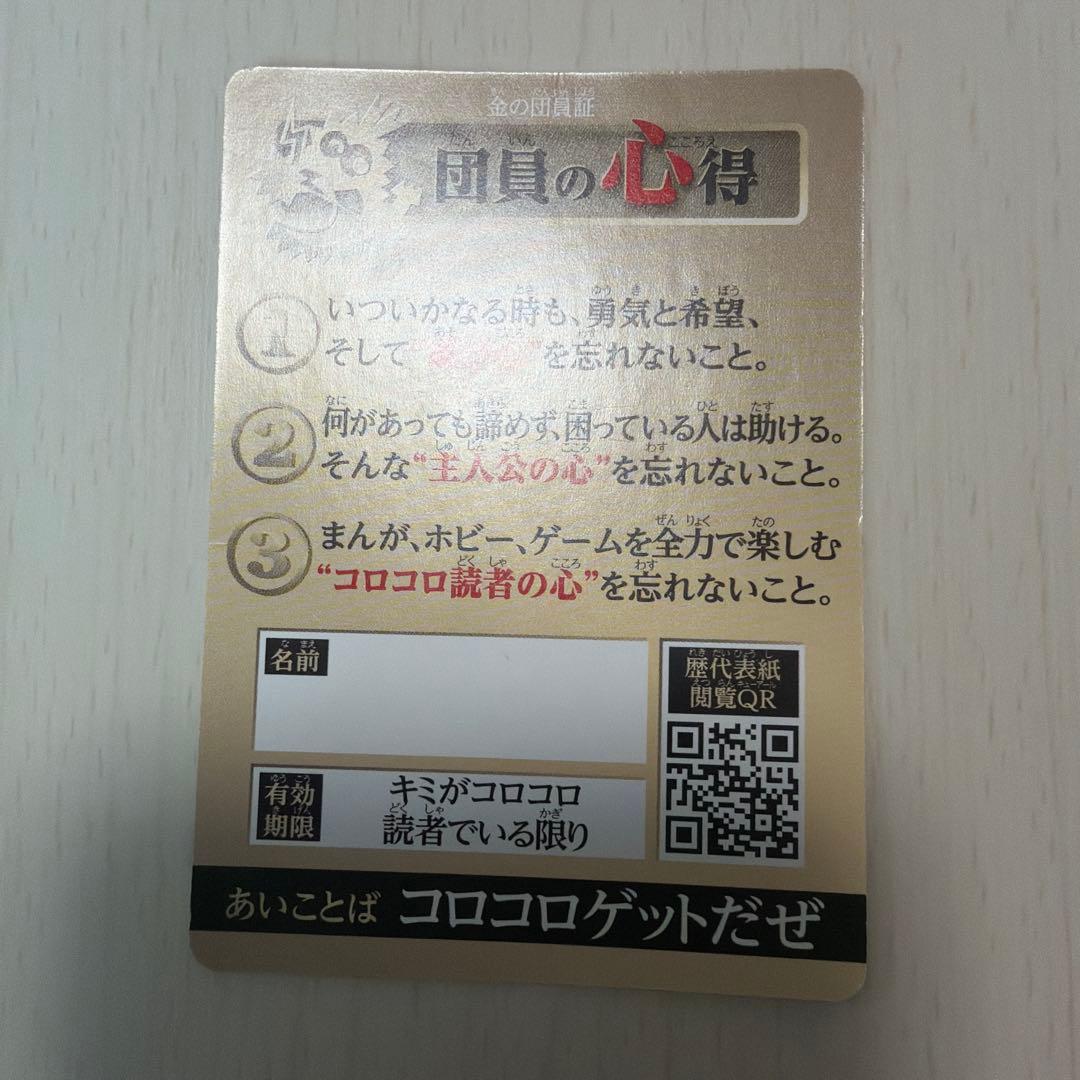 金の団員証
団員の心得
1 いついかなる時も、勇気と希望、
そして“ ”を忘れないこと。
2 何があっても諦めず、困っている人は助ける。
そんな“主人公の心”を忘れないこと。
3 まんが、ホビー、ゲームを全力で楽しむ
“コロコロ読者の心”を忘れないこと。
名前
歴代表紙
閲覧QR
有効
期限
キミがコロコロ
読者でいる限り
あいことば コロコロゲットだぜ